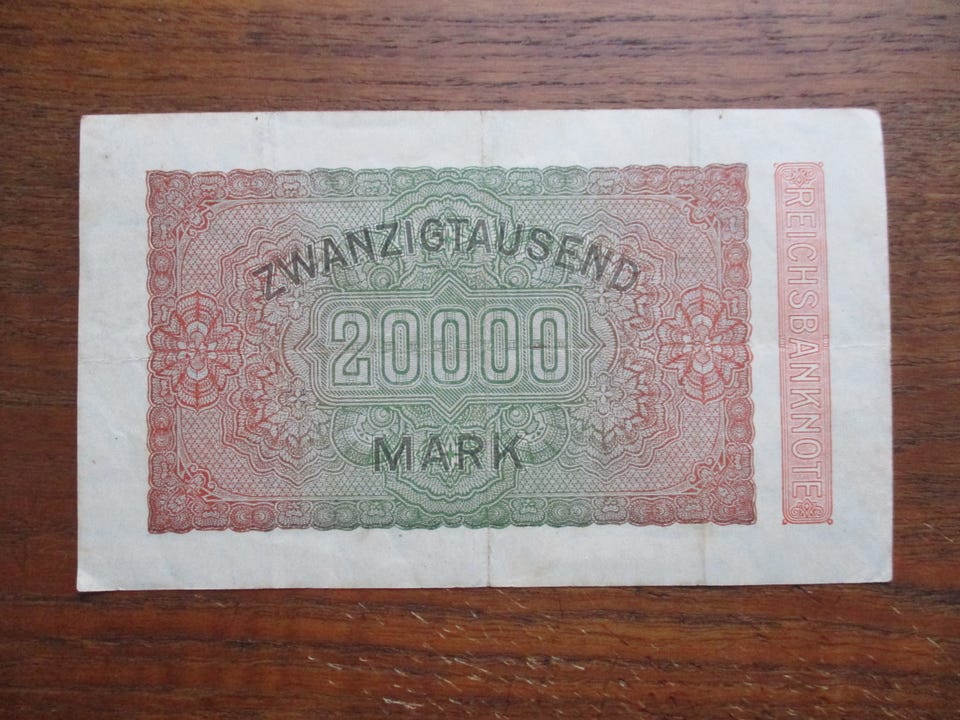 ZWANZIGTAUSEND
20000
MARK
REICHSBANKNOTE